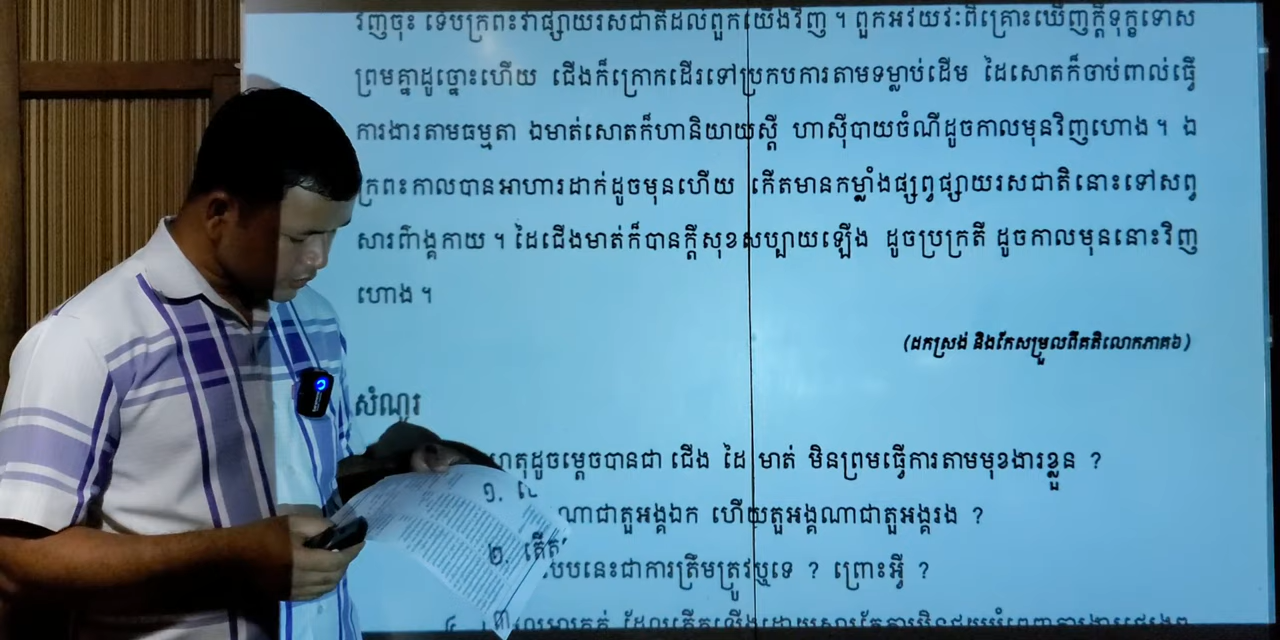 វិញចុះ ទើបក្រពះវាផ្សាយរសជាតិដល់ពួកយើងវិញ ។ ពួកអវយវៈពិគ្រោះឃើញក្ដីទុក្ខទោស
ព្រមគ្នាដូច្នោះហើយ ជើងក៏ក្រោកដើរទៅប្រកបការតាមទម្លាប់ដើម ដៃសោតក៏ចាប់ពាល់ធ្វើ
ការងារតាមធម្មតា ឯមាត់សោតក៏ហានិយាយស្ដី ហាស៊ីបាយចំណីដូចកាលមុនវិញហោង ។ ឯ
ក្រពះកាលបានអាហារដាក់ដូចមុនហើយ កើតមានកម្លាំងផ្សព្វផ្សាយរសជាតិនោះទៅសព្វ
សារពាង្គកាយ ។ ដៃជើងមាត់ក៏បានក្ដីសុខសប្បាយឡើង ដូចប្រក្រតី ដូចកាលមុននោះវិញ
ហោង ។
(ដកស្រង់ និងកែសម្រួលពីគតិលោកភាគ៦)
សំណួរ
១. ហេតុដូចម្ដេចបានជា ជើង ដៃ មាត់ មិនព្រមធ្វើការតាមមុខងារខ្លួន ?
២. តើតួ ណាជាតួអង្គឯក ហើយតួអង្គណាជាតួអង្គរង ?
៣. បែបនេះជាការត្រឹមត្រូវឬទេ ? ព្រោះអ្វី ?
៤.